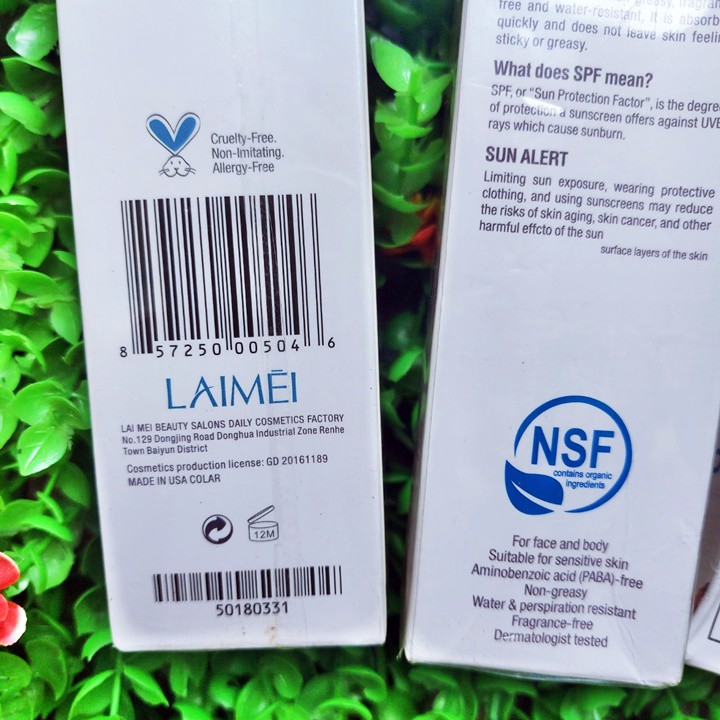 Cruelty-Free.
Non-Imitating.
Allergy-Free
8 57250 00504 6
LAIMĒI
LAI MEI BEAUTY SALONS DAILY COSMETICS FACTORY
No.129 Dongjing Road Donghua Industrial Zone Renhe
Town Baiyun District
Cosmetics production license: GD 20161189
MADE IN USA COLAR
12M
50180331
greasy,
free and water-resistant. It is
quickly and does not leave skin
sticky or greasy.
What does SPF mean?
SPF, or "Sun Protection Factor", is the
of protection a sunscreen offers against
rays which cause sunburn.
SUN ALERT
Limiting sun exposure, wearing protective
clothing, and using sunscreens may reduce
the risks of skin aging, skin cancer, and other
harmful effcto of the sun
surface layers of the skin
NSF
contains organic
ingredients
For face and body
Suitable for sensitive skin
Aminobenzoic acid (PABA)-free
Non-greasy
Water & perspiration resistant
Fragrance-free
Dermatologist tested